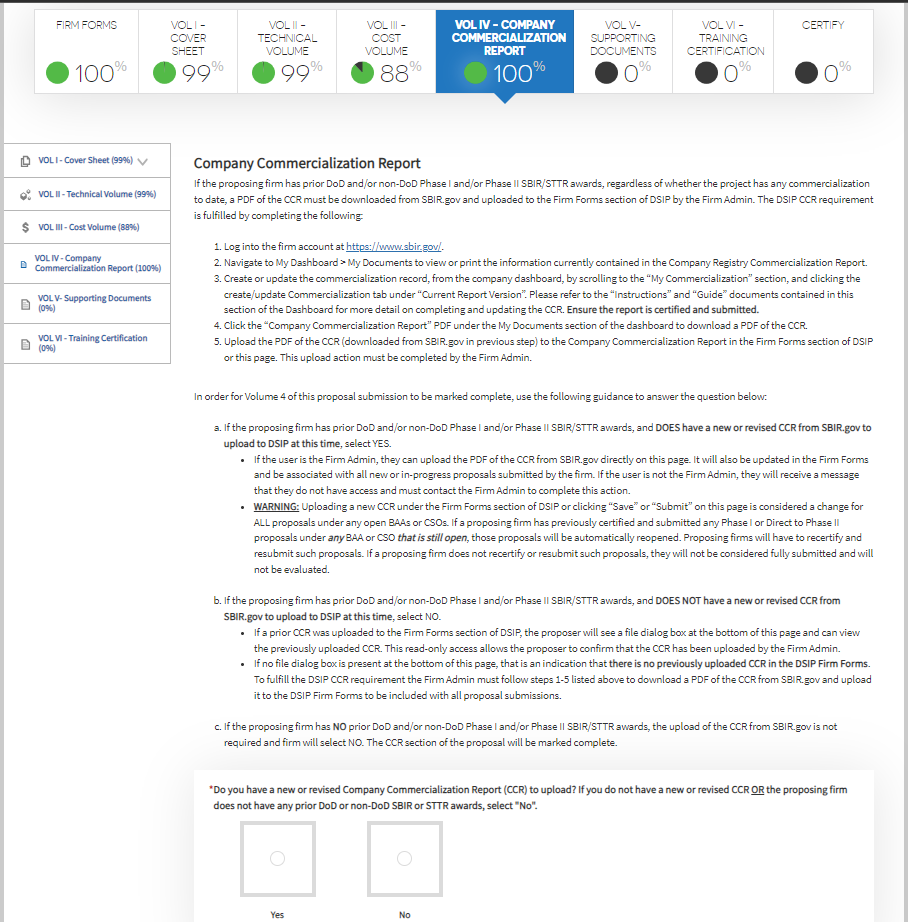 FIRM FORMS
100%
VOL I -
COVER
SHEET
99%
VOL II -
TECHNICAL
VOLUME
99%
VOL III -
COST
VOLUME
88%
VOL IV - COMPANY
COMMERCIALIZATION
REPORT
100%
VOL V-
SUPPORTING
DOCUMENTS
0%
VOL VI -
TRAINING
CERTIFICATION
0%
CERTIFY
0%
VOL I - Cover Sheet (99%)
VOL II - Technical Volume (99%)
VOL III - Cost Volume (88%)
VOL IV - Company
Commercialization Report (100%)
VOL V- Supporting Documents
(0%)
VOL VI - Training Certification
(0%)
Company Commercialization Report
If the proposing firm has prior DoD and/or non-DoD Phase I and/or Phase II SBIR/STTR awards, regardless of whether the project has any commercialization
to date, a PDF of the CCR must be downloaded from SBIR.gov and uploaded to the Firm Forms section of DSIP by the Firm Admin. The DSIP CCR requirement
is fulfilled by completing the following:
1. Log into the firm account at https://www.sbir.gov/.
2. Navigate to My Dashboard > My Documents to view or print the information currently contained in the Company Registry Commercialization Report.
3. Create or update the commercialization record, from the company dashboard, by scrolling to the "My Commercialization" section, and clicking the
create/update Commercialization tab under "Current Report Version". Please refer to the "Instructions" and "Guide" documents contained in this
section of the Dashboard for more detail on completing and updating the CCR. Ensure the report is certified and submitted.
4. Click the "Company Commercialization Report" PDF under the My Documents section of the dashboard to download a PDF of the CCR.
5. Upload the PDF of the CCR (downloaded from SBIR.gov in previous step) to the Company Commercialization Report in the Firm Forms section of DSIP
or this page. This upload action must be completed by the Firm Admin.
In order for Volume 4 of this proposal submission to be marked complete, use the following guidance to answer the question below:
a. If the proposing firm has prior DoD and/or non-DoD Phase I and/or Phase II SBIR/STTR awards, and DOES have a new or revised CCR from SBIR.gov to
upload to DSIP at this time, select YES.
• If the user is the Firm Admin, they can upload the PDF of the CCR from SBIR.gov directly on this page. It will also be updated in the Firm Forms
and be associated with all new or in-progress proposals submitted by the firm. If the user is not the Firm Admin, they will receive a message
that they do not have access and must contact the Firm Admin to complete this action.
• WARNING: Uploading a new CCR under the Firm Forms section of DSIP or clicking "Save" or "Submit" on this page is considered a change for
ALL proposals under any open BAAs or CSOs. If a proposing firm has previously certified and submitted any Phase I or Direct to Phase II
proposals under any BAA or CSO that is still open, those proposals will be automatically reopened. Proposing firms will have to recertify and
resubmit such proposals. If a proposing firm does not recertify or resubmit such proposals, they will not be considered fully submitted and will
not be evaluated.
b. If the proposing firm has prior DoD and/or non-DoD Phase I and/or Phase II SBIR/STTR awards, and DOES NOT have a new or revised CCR from
SBIR.gov to upload to DSIP at this time, select NO.
• If a prior CCR was uploaded to the Firm Forms section of DSIP, the proposer will see a file dialog box at the bottom of this page and can view
the previously uploaded CCR. This read-only access allows the proposer to confirm that the CCR has been uploaded by the Firm Admin.
• If no file dialog box is present at the bottom of this page, that is an indication that there is no previously uploaded CCR in the DSIP Firm Forms.
To fulfill the DSIP CCR requirement the Firm Admin must follow steps 1-5 listed above to download a PDF of the CCR from SBIR.gov and upload
it to the DSIP Firm Forms to be included with all proposal submissions.
c. If the proposing firm has NO prior DoD and/or non-DoD Phase I and/or Phase II SBIR/STTR awards, the upload of the CCR from SBIR.gov is not
required and firm will select NO. The CCR section of the proposal will be marked complete.
*Do you have a new or revised Company Commercialization Report (CCR) to upload? If you do not have a new or revised CCR OR the proposing firm
does not have any prior DoD or non-DoD SBIR or STTR awards, select "No".
Yes
No